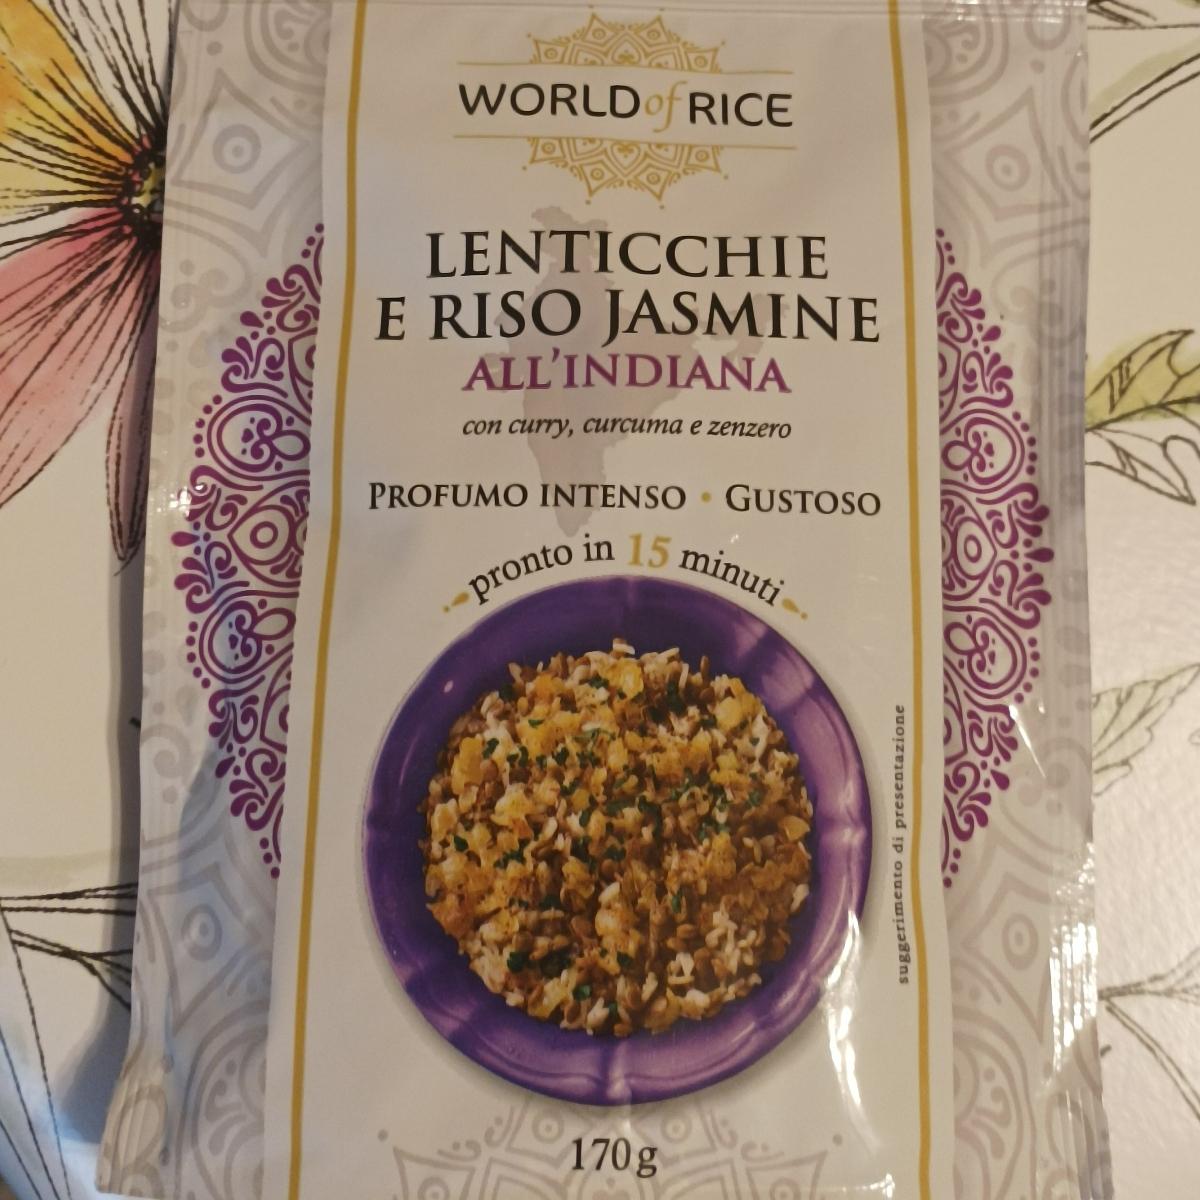 WORLD of RICE
LENTICCHIE
E RISO JASMINE
ALL'INDIANA
con curry, curcuma e zenzero
PROFUMO INTENSO • GUSTOSO
pronto in 15 minuti
suggerimento di presentazione
170g